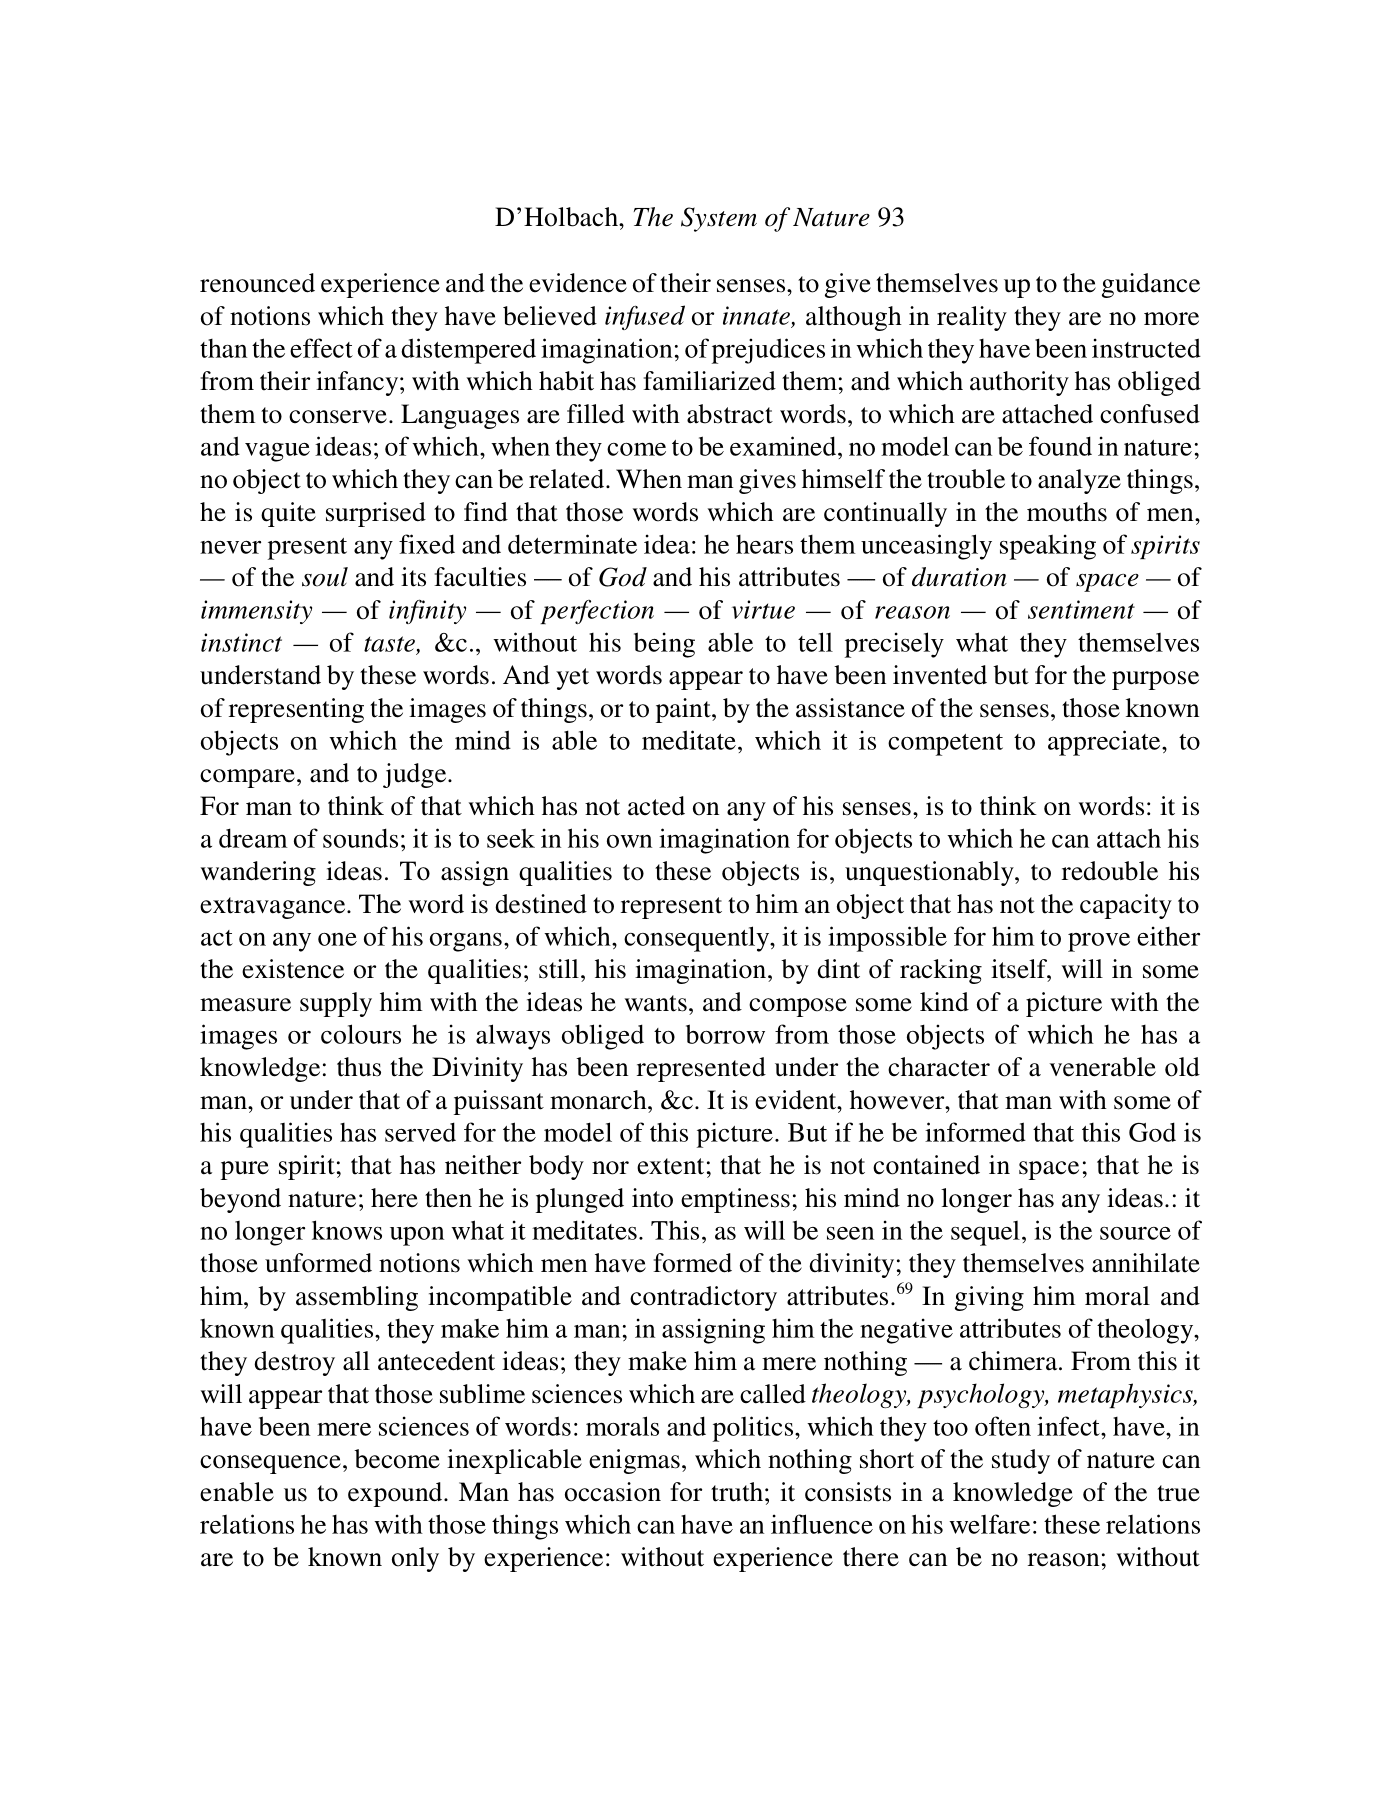 D’Holbach, The System of Nature 93
renounced experience and the evidence of their senses, to give themselves up to the guidance
of notions which they have believed infused or innate, although in reality they are no more
than the effect of a distempered imagination; of prejudices in which they have been instructed
from their infancy; with which habit has familiarized them; and which authority has obliged
them to conserve. Languages are filled with abstract words, to which are attached confused
and vague ideas; of which, when they come to be examined, no model can be found in nature;
no object to which they can be related. When man gives himself the trouble to analyze things,
he is quite surprised to find that those words which are continually in the mouths of men,
never present any fixed and determinate idea: he hears them unceasingly speaking of spirits
— of the soul and its faculties — of God and his attributes — of duration — of space — of
immensity — of infinity — of perfection — of virtue — of reason — of sentiment — of
instinct — of taste, &c., without his being able to tell precisely what they themselves
understand by these words. And yet words appear to have been invented but for the purpose
of representing the images of things, or to paint, by the assistance of the senses, those known
objects on which the mind is able to meditate, which it is competent to appreciate, to
compare, and to judge.
For man to think of that which has not acted on any of his senses, is to think on words: it is
a dream of sounds; it is to seek in his own imagination for objects to which he can attach his
wandering ideas. To assign qualities to these objects is, unquestionably, to redouble his
extravagance. The word is destined to represent to him an object that has not the capacity to
act on any one of his organs, of which, consequently, it is impossible for him to prove either
the existence or the qualities; still, his imagination, by dint of racking itself, will in some
measure supply him with the ideas he wants, and compose some kind of a picture with the
images or colours he is always obliged to borrow from those objects of which he has a
knowledge: thus the Divinity has been represented under the character of a venerable old
man, or under that of a puissant monarch, &c. It is evident, however, that man with some of
his qualities has served for the model of this picture. But if he be informed that this God is
a pure spirit; that has neither body nor extent; that he is not contained in space; that he is
beyond nature; here then he is plunged into emptiness; his mind no longer has any ideas.: it
no longer knows upon what it meditates. This, as will be seen in the sequel, is the source of
those unformed notions which men have formed of the divinity; they themselves annihilate
him, by assembling incompatible and contradictory attributes.69 In giving him moral and
known qualities, they make him a man; in assigning him the negative attributes of theology,
they destroy all antecedent ideas; they make him a mere nothing — a chimera. From this it
will appear that those sublime sciences which are called theology, psychology, metaphysics,
have been mere sciences of words: morals and politics, which they too often infect, have, in
consequence, become inexplicable enigmas, which nothing short of the study of nature can
enable us to expound. Man has occasion for truth; it consists in a knowledge of the true
relations he has with those things which can have an influence on his welfare: these relations
are to be known only by experience: without experience there can be no reason; without